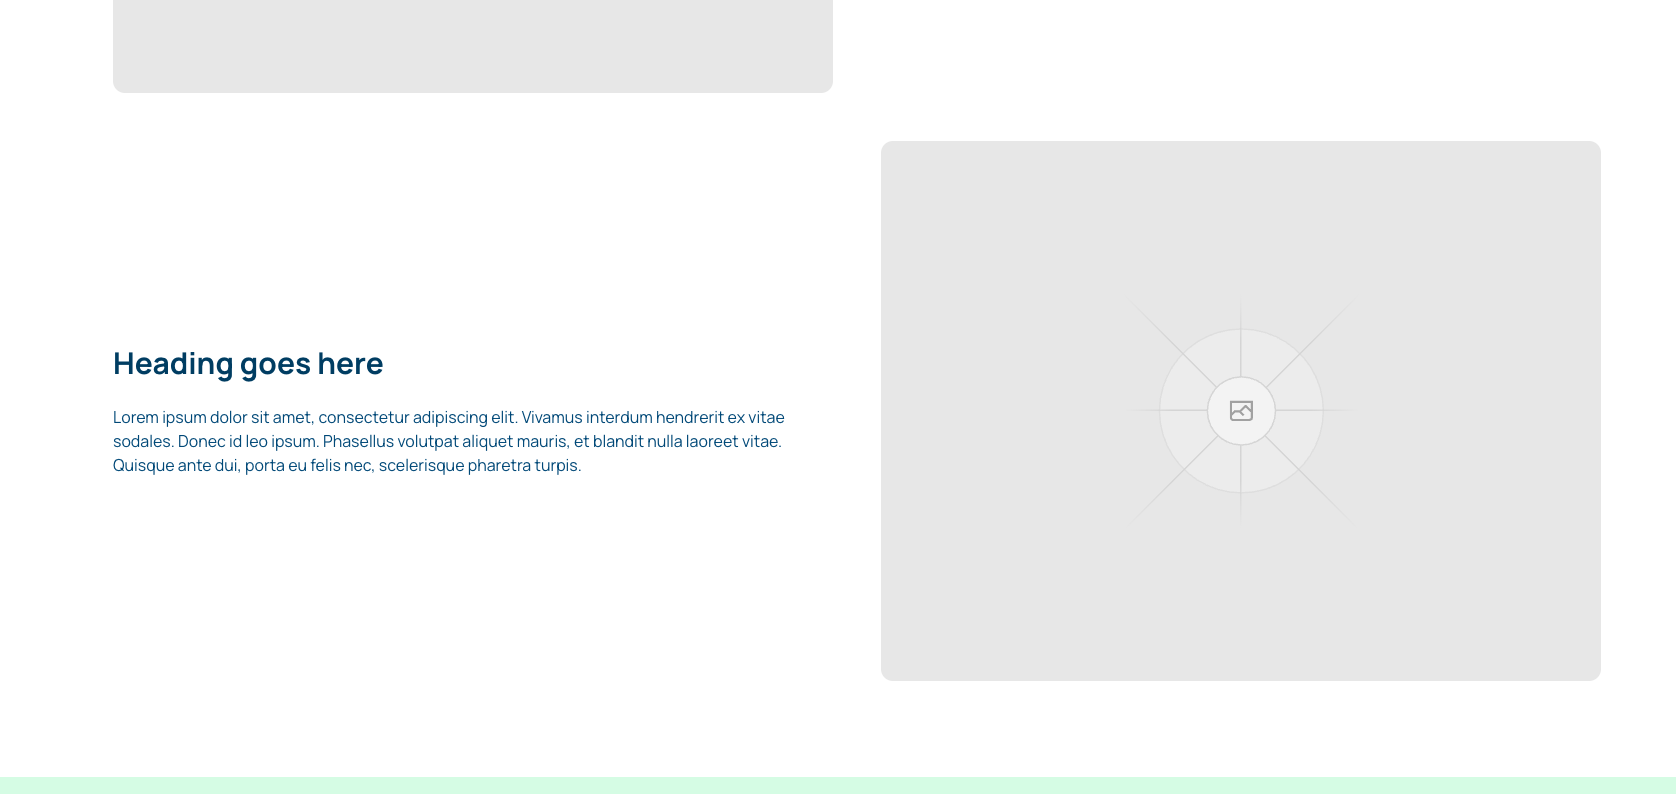 Heading goes here
Lorem ipsum dolor sit amet, consectetur adipiscing elit. Vivamus interdum hendrerit ex vitae
sodales. Donec id leo ipsum. Phasellus volutpat aliquet mauris, et blandit nulla laoreet vitae.
Quisque ante dui, porta eu felis nec, scelerisque pharetra turpis.